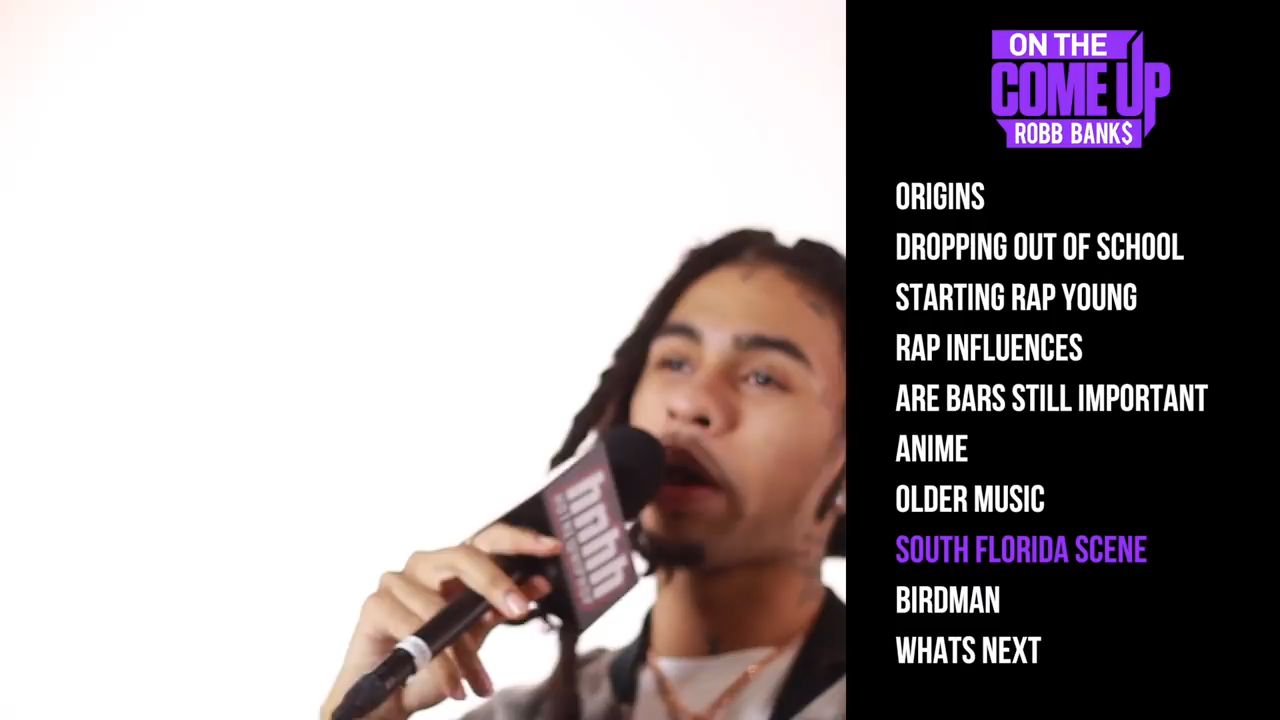 ON THE
COME UP
ROBB BANK$
ORIGINS
DROPPING OUT OF SCHOOL
STARTING RAP YOUNG
RAP INFLUENCES
ARE BARS STILL IMPORTANT
ANIME
OLDER MUSIC
SOUTH FLORIDA SCENE
BIRDMAN
WHATS NEXT
hnhh